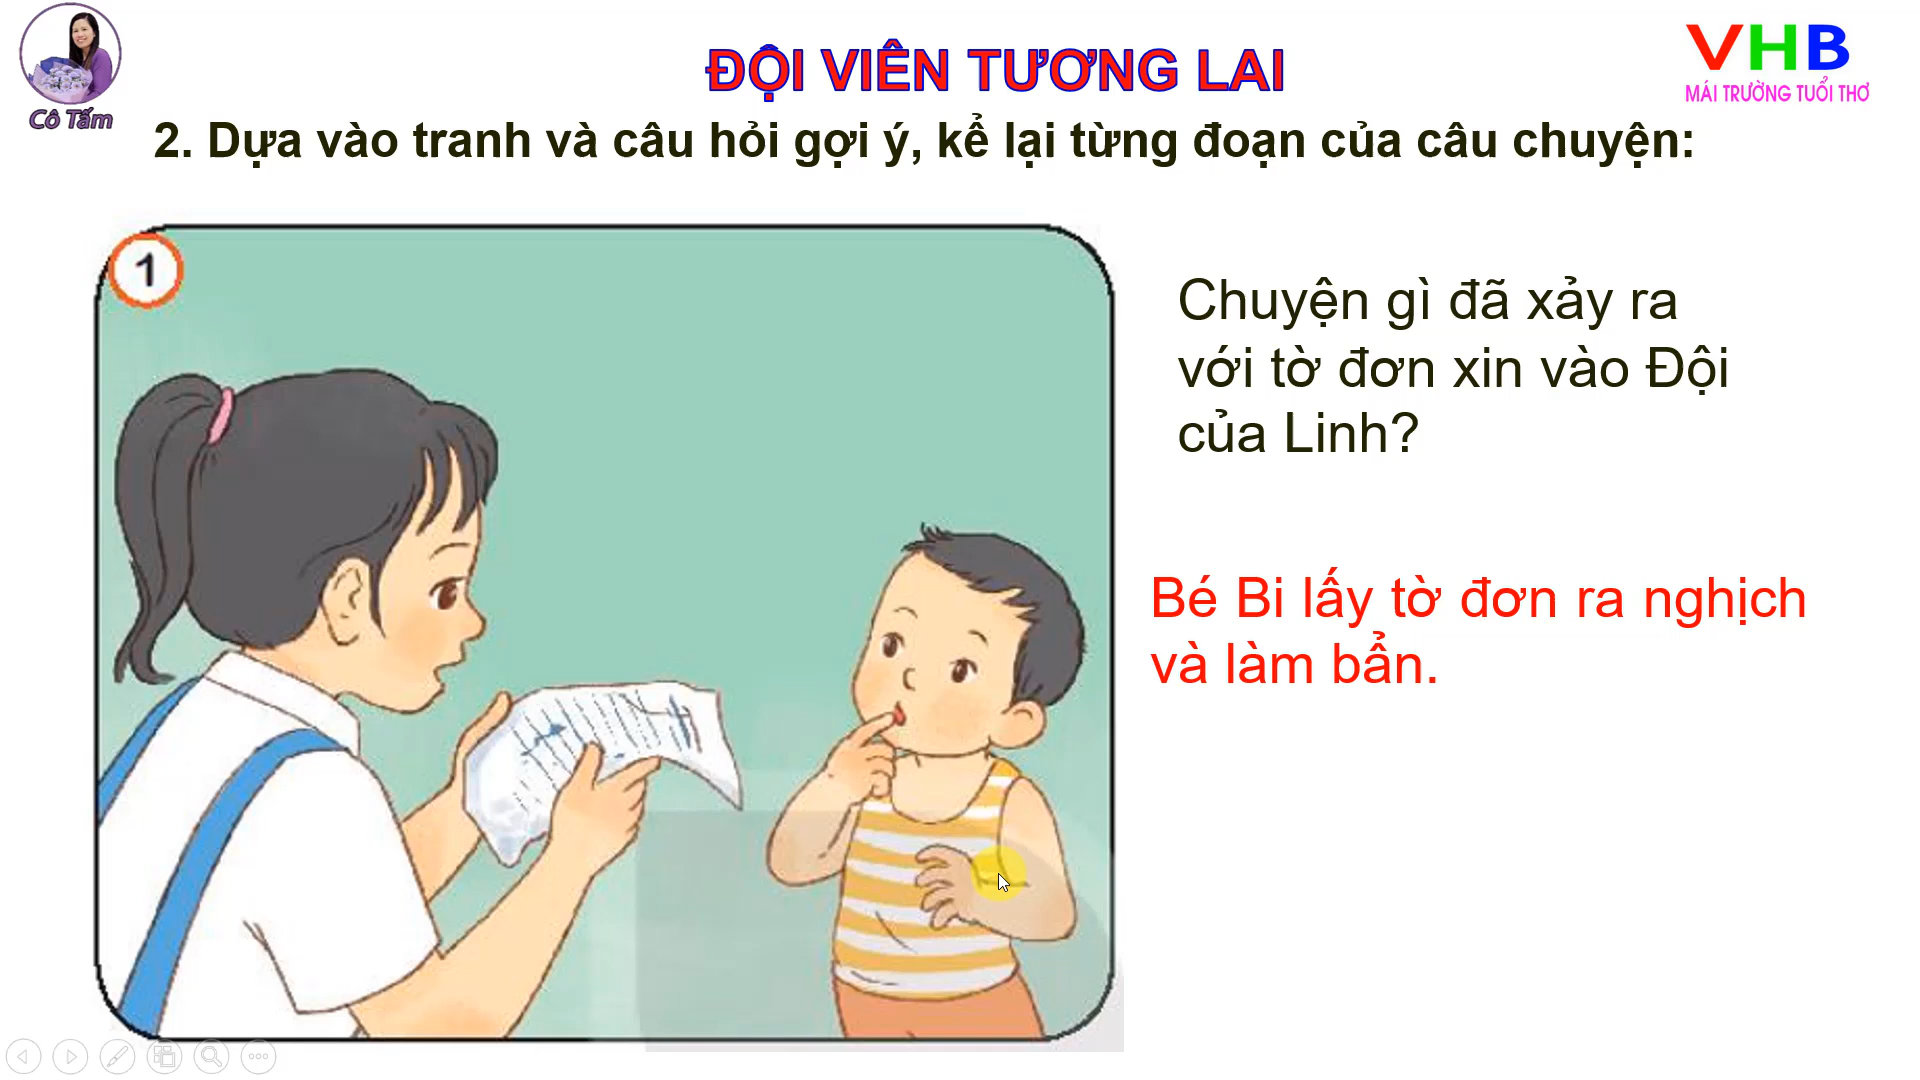 Cô Tấm
ĐỘI VIÊN TƯƠNG LAI
VHB
MÁI TRƯỜNG TUỔI THƠ
2. Dựa vào tranh và câu hỏi gợi ý, kể lại từng đoạn của câu chuyện:
1
Chuyện gì đã xảy ra
với tờ đơn xin vào Đội
của Linh?
Bé Bi lấy tờ đơn ra nghịch
và làm bẩn.